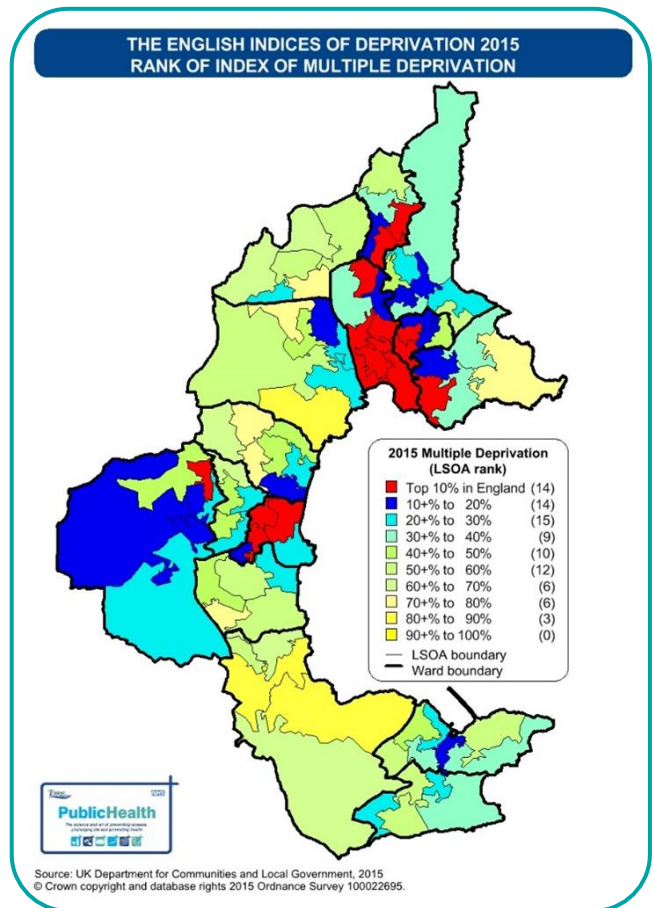 THE ENGLISH INDICES OF DEPRIVATION 2015
RANK OF INDEX OF MULTIPLE DEPRIVATION
2015 Multiple Deprivation
(LSOA rank)
Top 10% in England (14)
10+% to 20% (14)
20+% to 30% (15)
30+% to 40% (9)
40+% to 50% (10)
50+% to 60% (12)
60+% to 70% (6)
70+% to 80% (6)
80+% to 90% (3)
90+% to 100% (0)
LSOA boundary
Ward boundary
NHS
PublicHealth
Source: UK Department for Communities and Local Government, 2015
© Crown copyright and database rights 2015 Ordnance Survey 100022695.